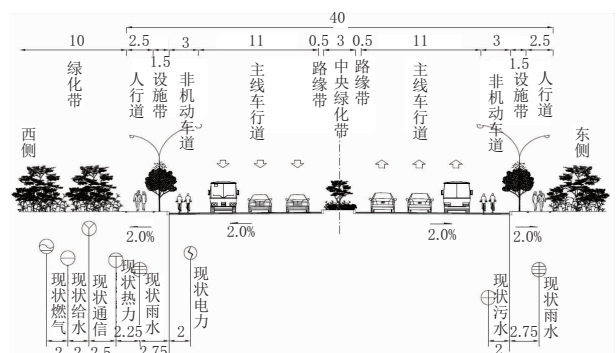 40
10 2.5 3 11 0.5 3 0.5 11 3 2.5
1.5 1.5
绿化带
人行道
设施带
非机动车道
主线车行道
路缘带
中央绿化带
路缘带
主线车行道
非机动车道
设施带
人行道
西侧
东侧
2.0% 2.0% 2.0% 2.0%
现状燃气
现状给水
现状通信
现状热力
现状雨水
现状电力
现状污水
现状雨水
2 2 2.5 2.25 2.75 2 2 2.75